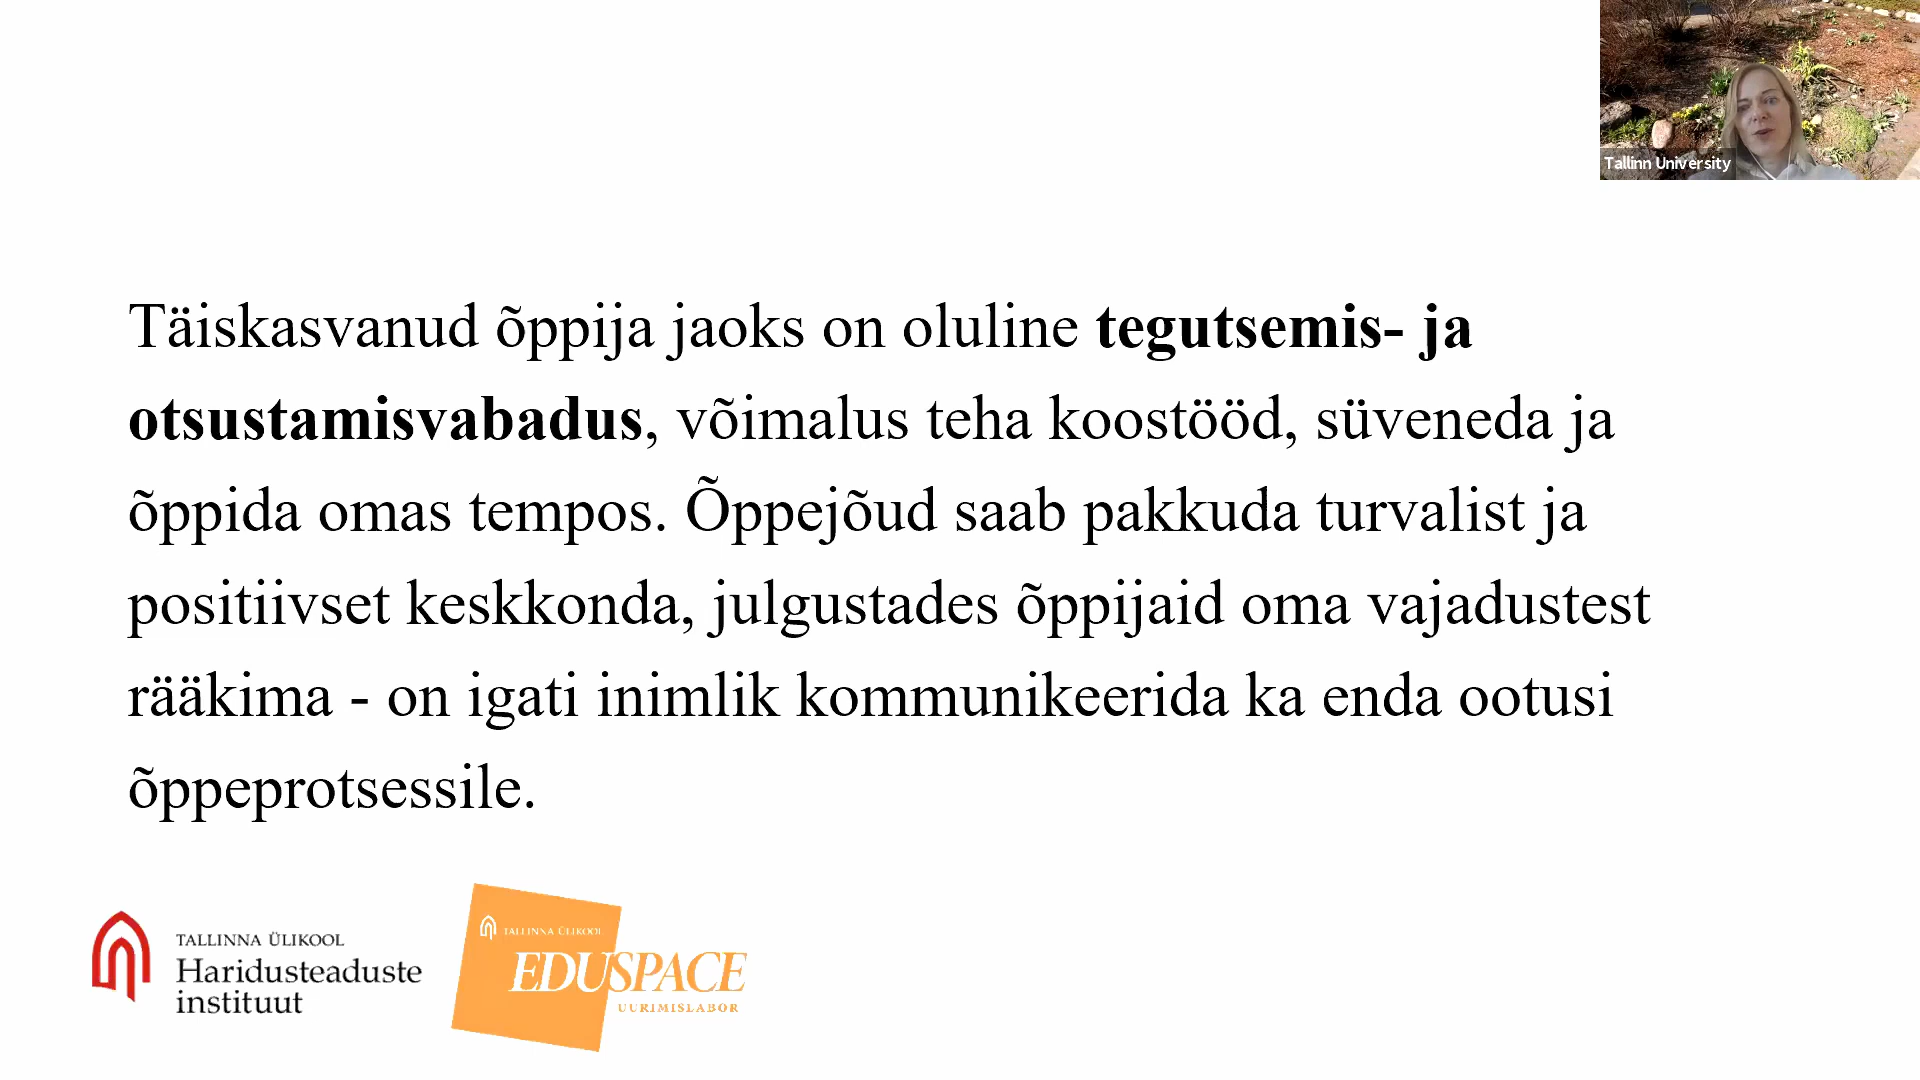 Tallinn University
Täiskasvanud õppija jaoks on oluline tegutsemis- ja
otsustamisvabadus, võimalus teha koostööd, süveneda ja
õppida omas tempos. Õppejõud saab pakkuda turvalist ja
positiivset keskkonda, julgustades õppijaid oma vajadustest
rääkima - on igati inimlik kommunikeerida ka enda ootusi
õppeprotsessile.
TALLINNA ÜLIKOOL
Haridusteaduste
instituut
TALLINNA ÜLIKOOL
EDUSPACE
UURIMISLABOR